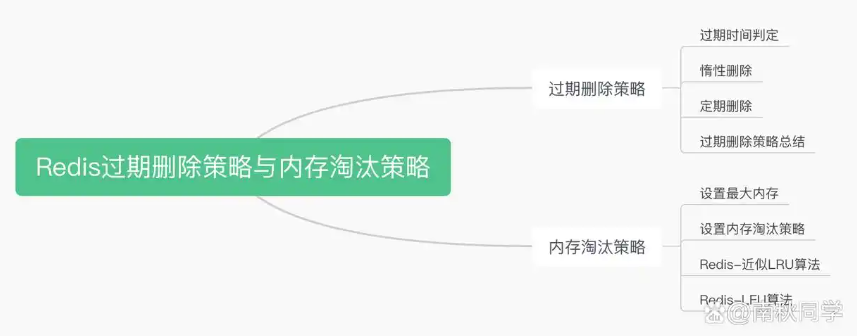 Redis过期删除策略与内存淘汰策略
过期删除策略
过期时间判定
惰性删除
定期删除
过期删除策略总结
内存淘汰策略
设置最大内存
设置内存淘汰策略
Redis-近似LRU算法
Redis-LFU算法
@南秋同学